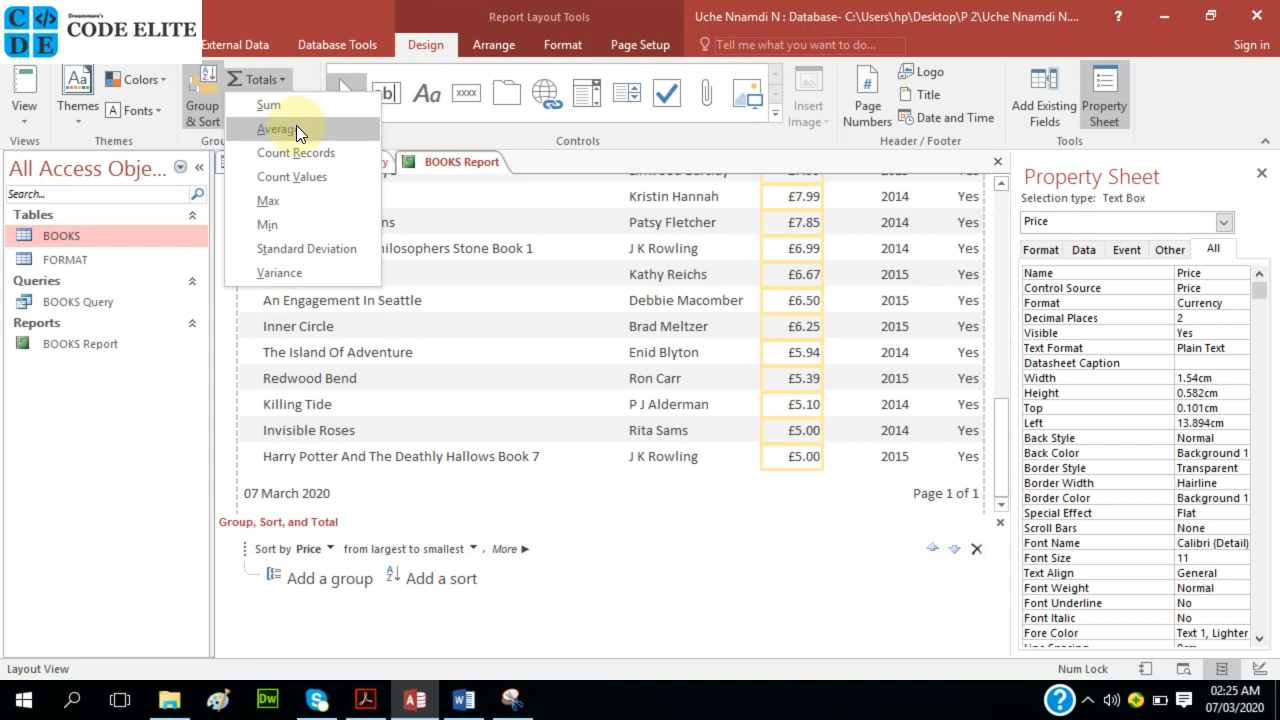 CDE
Dreammore's
CODE ELITE
Report Layout Tools
Uche Nnamdi N : Database- C:\Users\hp\Desktop\P 2\Uche Nnamdi N....
?
External Data
Database Tools
Design
Arrange
Format
Page Setup
Tell me what you want to do...
Sign in
View
Themes
Colors
Fonts
Group
& Sort
Totals
ab
Aa
xxxx
Insert
Image
Page
Numbers
Logo
Title
Date and Time
Add Existing
Fields
Property
Sheet
Views
Themes
Controls
Header / Footer
Tools
Sum
Average
Count Records
Count Values
Max
Min
Standard Deviation
Variance
All Access Obje...
Search...
Tables
BOOKS
FORMAT
Queries
BOOKS Query
Reports
BOOKS Report
BOOKS Report
Kristin Hannah £7.99 2014 Yes
Patsy Fletcher £7.85 2014 Yes
hilosophers Stone Book 1 J K Rowling £6.99 2014 Yes
Kathy Reichs £6.67 2015 Yes
An Engagement In Seattle Debbie Macomber £6.50 2015 Yes
Inner Circle Brad Meltzer £6.25 2015 Yes
The Island Of Adventure Enid Blyton £5.94 2014 Yes
Redwood Bend Ron Carr £5.39 2015 Yes
Killing Tide P J Alderman £5.10 2014 Yes
Invisible Roses Rita Sams £5.00 2014 Yes
Harry Potter And The Deathly Hallows Book 7 J K Rowling £5.00 2015 Yes
07 March 2020 Page 1 of 1
Group, Sort, and Total
Sort by Price from largest to smallest , More
Add a group
Add a sort
Property Sheet
Selection type: Text Box
Price
Format Data Event Other All
Name Price
Control Source Price
Format Currency
Decimal Places 2
Visible Yes
Text Format Plain Text
Datasheet Caption
Width 1.54cm
Height 0.582cm
Top 0.101cm
Left 13.894cm
Back Style Normal
Back Color Background 1
Border Style Transparent
Border Width Hairline
Border Color Background 1
Special Effect Flat
Scroll Bars None
Font Name Calibri (Detail)
Font Size 11
Text Align General
Font Weight Normal
Font Underline No
Font Italic No
Fore Color Text 1, Lighter
Layout View
Num Lock
Dw
02:25 AM
07/03/2020